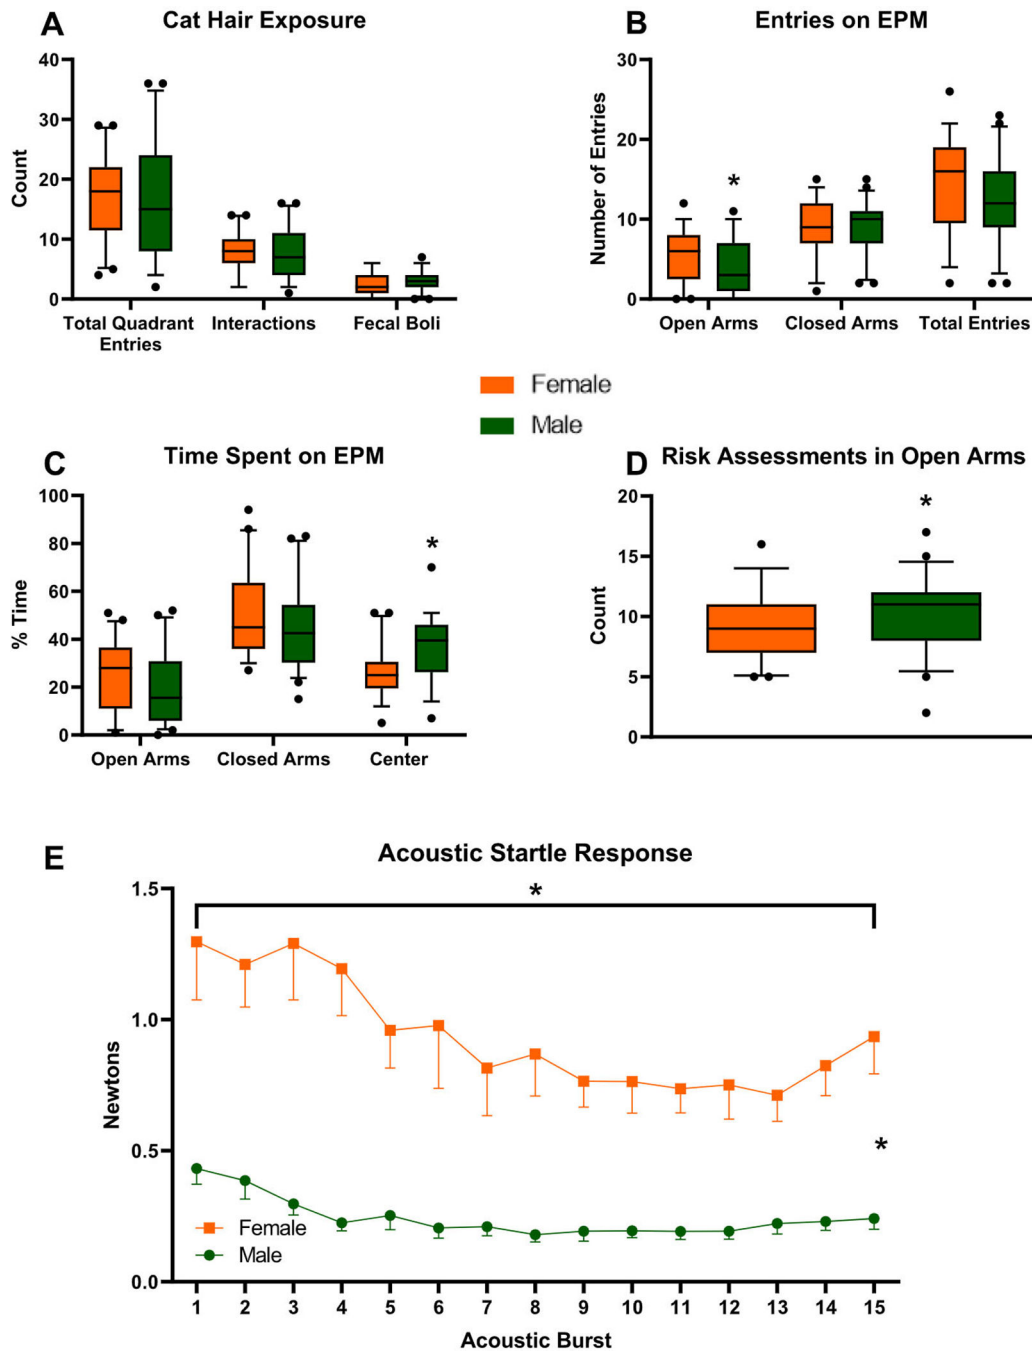 A
Cat Hair Exposure
Count
40
30
20
10
0
Total Quadrant
Entries
Interactions
Fecal Boli
B
Entries on EPM
Number of Entries
30
20
10
0
*
Open Arms
Closed Arms
Total Entries
Female
Male
C
Time Spent on EPM
% Time
100
80
60
40
20
0
*
Open Arms
Closed Arms
Center
D
Risk Assessments in Open Arms
Count
20
15
10
5
0
*
E
Acoustic Startle Response
Newtons
1.5
1.0
0.5
0.0
*
*
Female
Male
1 2 3 4 5 6 7 8 9 10 11 12 13 14 15
Acoustic Burst